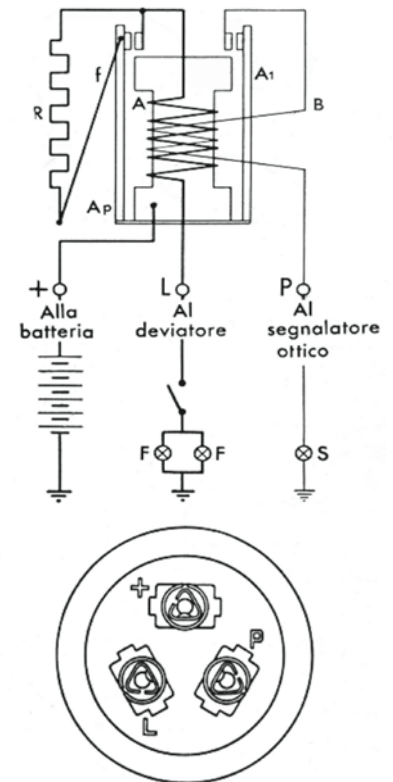 f
A1
R
A
B
Ap
+
L
P
Alla
batteria
Al
deviatore
Al
segnalatore
ottico
F
F
S
+
P
L